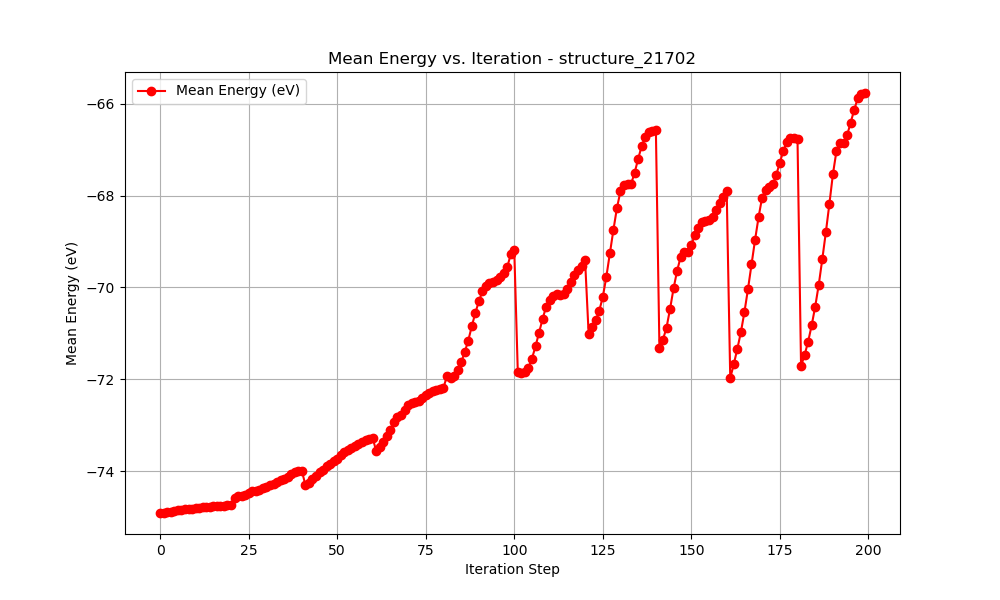 Mean Energy vs. Iteration - structure_21702
Mean Energy (eV)
Mean Energy (eV)
−66
−68
−70
−72
−74
0 25 50 75 100 125 150 175 200
Iteration Step